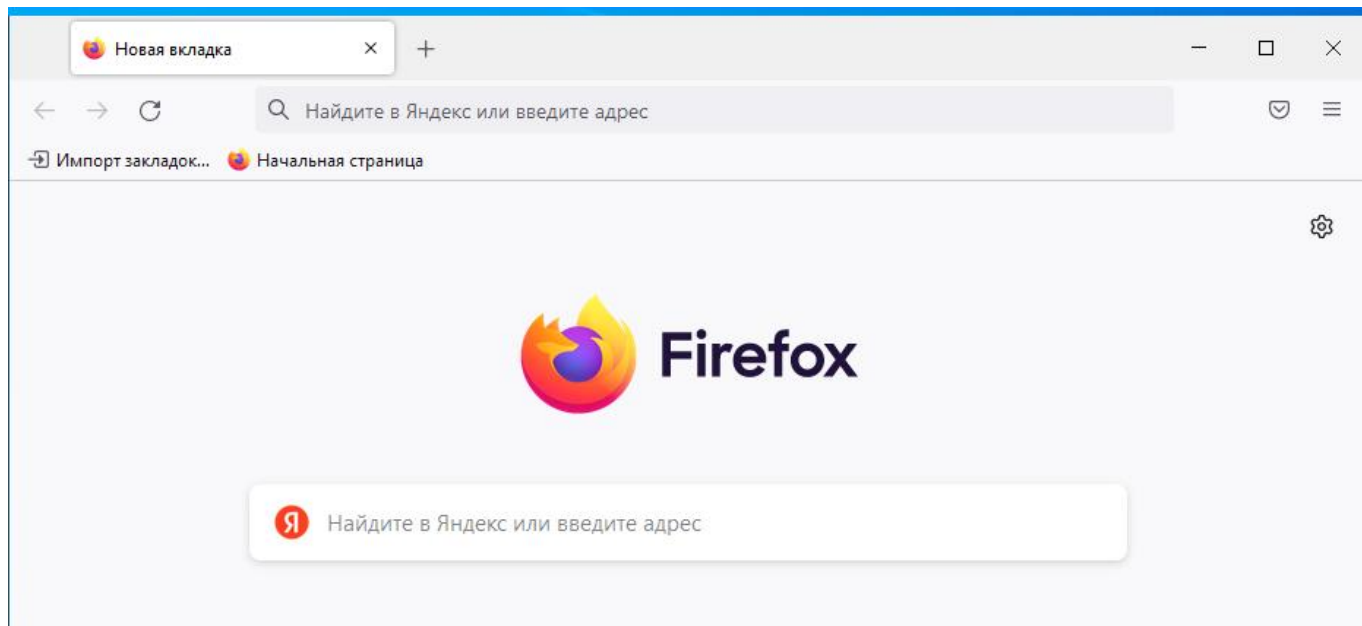 Новая вкладка
Найдите в Яндекс или введите адрес
Импорт закладок... Начальная страница
Firefox
Я Найдите в Яндекс или введите адрес